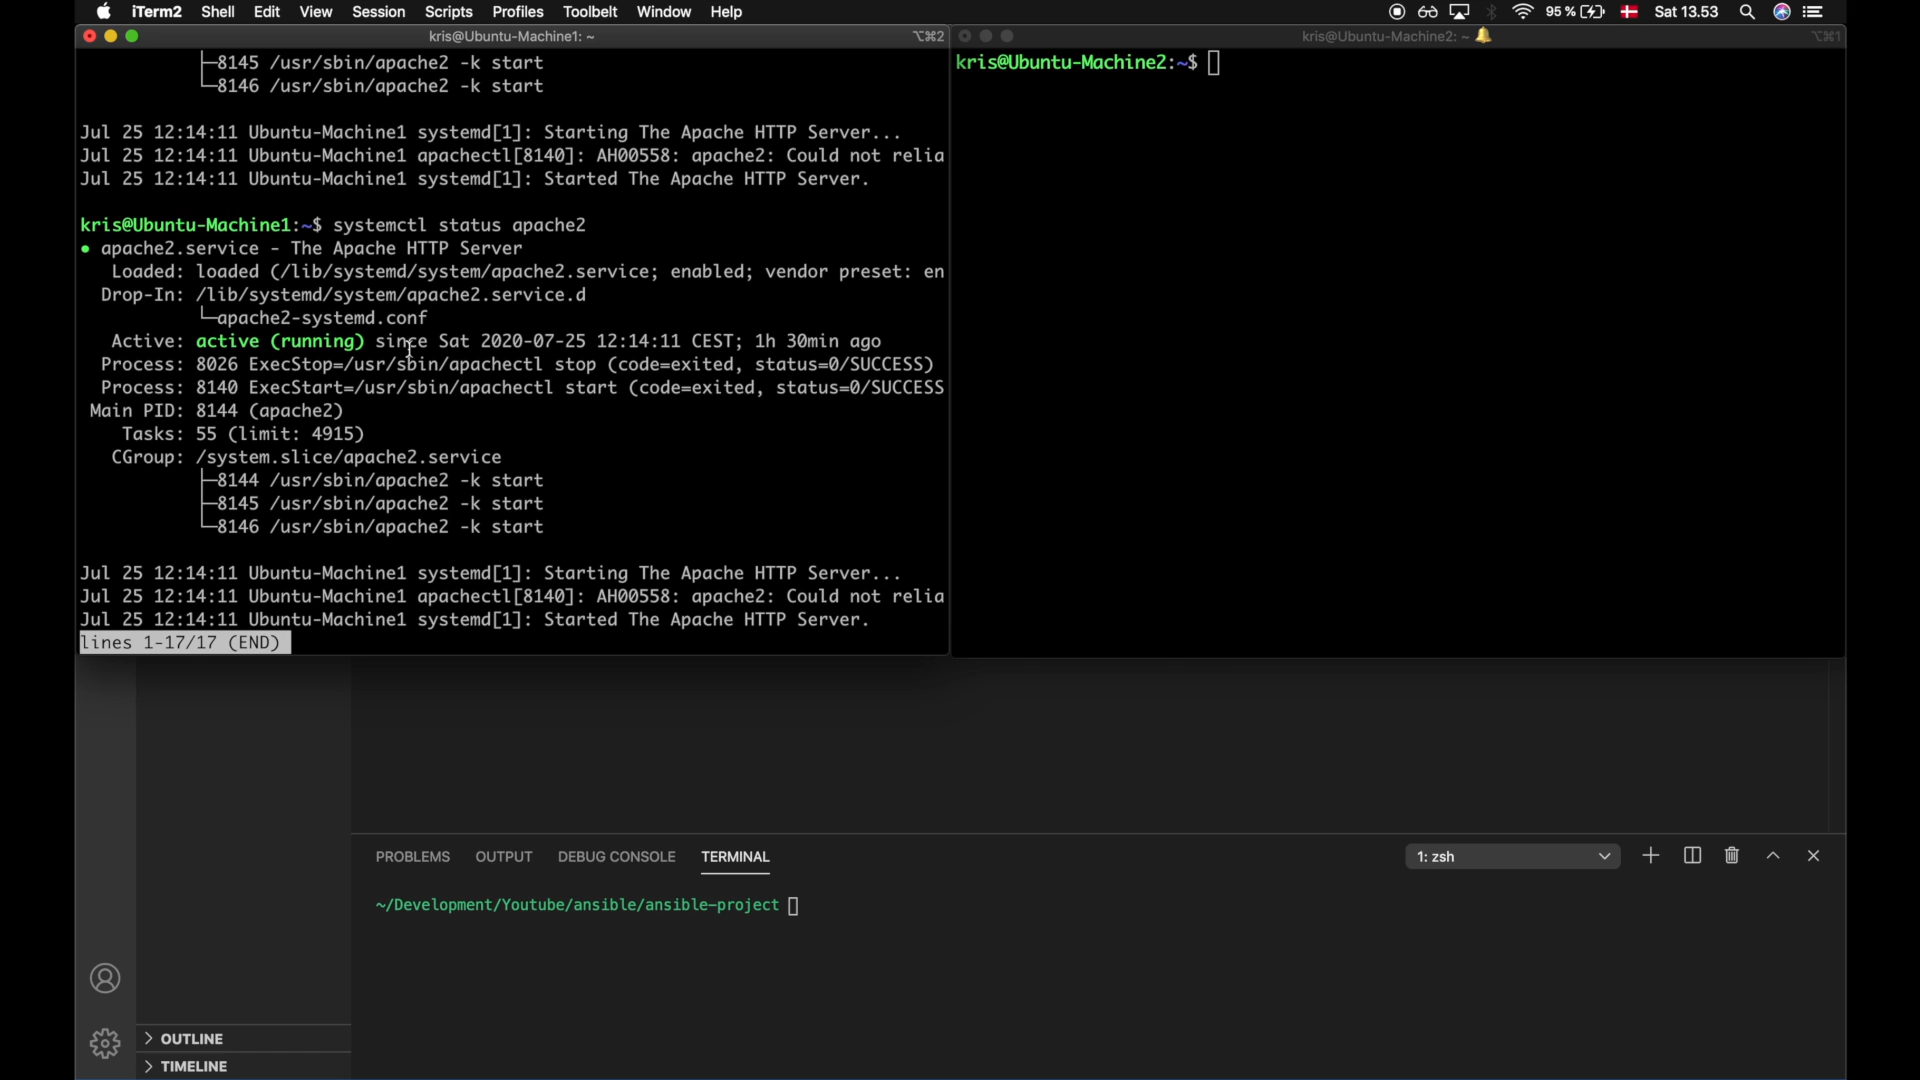 iTerm2 Shell Edit View Session Scripts Profiles Toolbelt Window Help 95 % Sat 13.53
kris@Ubuntu-Machine1: ~ ⌥⌘2
├─8145 /usr/sbin/apache2 -k start
└─8146 /usr/sbin/apache2 -k start
Jul 25 12:14:11 Ubuntu-Machine1 systemd[1]: Starting The Apache HTTP Server...
Jul 25 12:14:11 Ubuntu-Machine1 apachectl[8140]: AH00558: apache2: Could not relia
Jul 25 12:14:11 Ubuntu-Machine1 systemd[1]: Started The Apache HTTP Server.
kris@Ubuntu-Machine1:~$ systemctl status apache2
● apache2.service - The Apache HTTP Server
Loaded: loaded (/lib/systemd/system/apache2.service; enabled; vendor preset: en
Drop-In: /lib/systemd/system/apache2.service.d
└─apache2-systemd.conf
Active: active (running) since Sat 2020-07-25 12:14:11 CEST; 1h 30min ago
Process: 8026 ExecStop=/usr/sbin/apachectl stop (code=exited, status=0/SUCCESS)
Process: 8140 ExecStart=/usr/sbin/apachectl start (code=exited, status=0/SUCCESS
Main PID: 8144 (apache2)
Tasks: 55 (limit: 4915)
CGroup: /system.slice/apache2.service
├─8144 /usr/sbin/apache2 -k start
├─8145 /usr/sbin/apache2 -k start
└─8146 /usr/sbin/apache2 -k start
Jul 25 12:14:11 Ubuntu-Machine1 systemd[1]: Starting The Apache HTTP Server...
Jul 25 12:14:11 Ubuntu-Machine1 apachectl[8140]: AH00558: apache2: Could not relia
Jul 25 12:14:11 Ubuntu-Machine1 systemd[1]: Started The Apache HTTP Server.
lines 1-17/17 (END)
kris@Ubuntu-Machine2: ~ 🔔 ⌥⌘1
kris@Ubuntu-Machine2:~$
PROBLEMS OUTPUT DEBUG CONSOLE TERMINAL 1: zsh
~/Development/Youtube/ansible/ansible-project
OUTLINE
TIMELINE